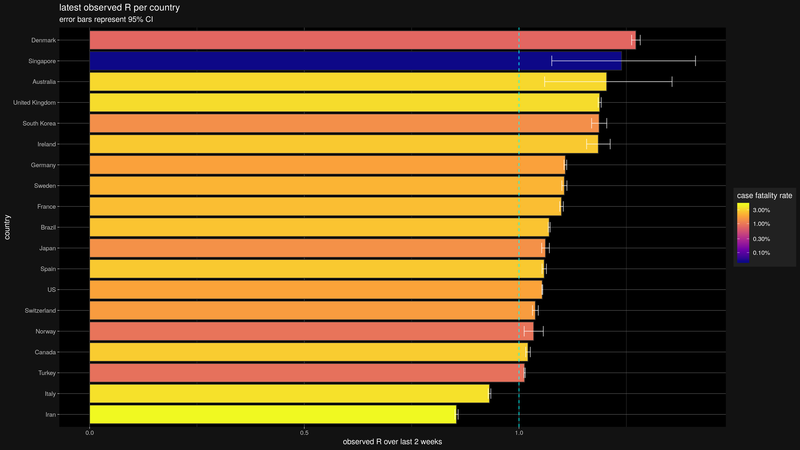 latest observed R per country
error bars represent 95% CI
country
Denmark
Singapore
Australia
United Kingdom
South Korea
Ireland
Germany
Sweden
France
Brazil
Japan
Spain
US
Switzerland
Norway
Canada
Turkey
Italy
Iran
0.0
0.5
1.0
observed R over last 2 weeks
case fatality rate
3.00%
1.00%
0.30%
0.10%